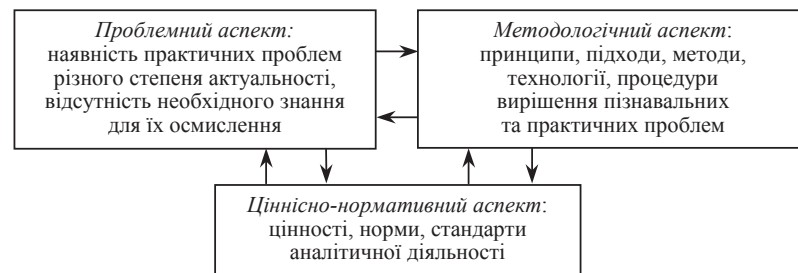 Проблемний аспект:
наявність практичних проблем
різного степеня актуальності,
відсутність необхідного знання
для їх осмислення
Методологічний аспект:
принципи, підходи, методи,
технології, процедури
вирішення пізнавальних
та практичних проблем
Ціннісно-нормативний аспект:
цінності, норми, стандарти
аналітичної діяльності